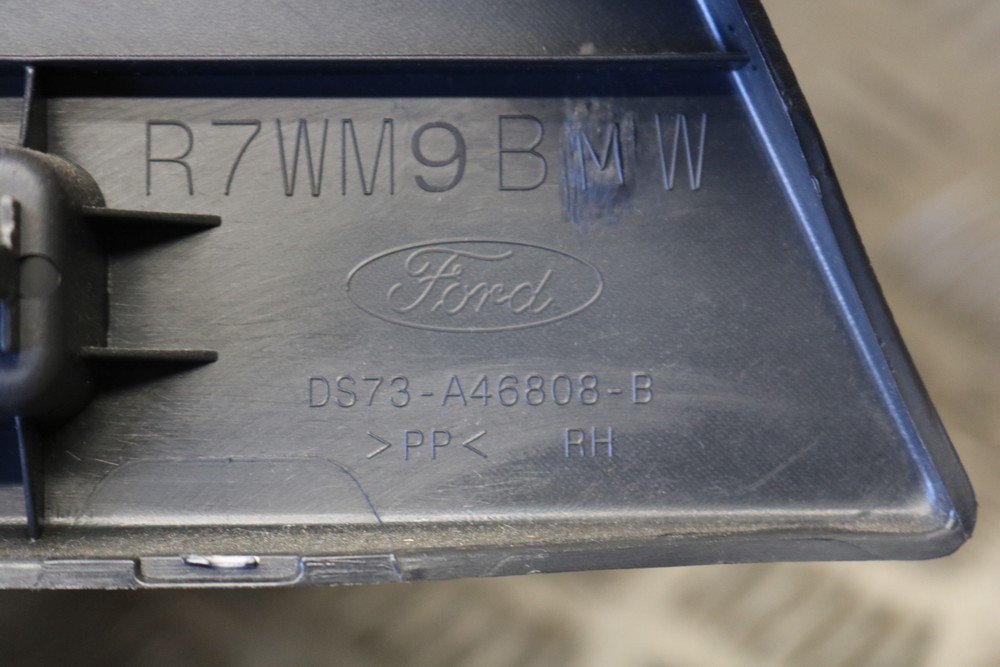 R7WM9BMW
Ford
DS73-A46808-B
>PP< RH